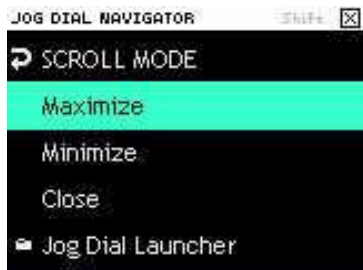 JOG DIAL NAVIGATOR Shift
SCROLL MODE
Maximize
Minimize
Close
Jog Dial Launcher